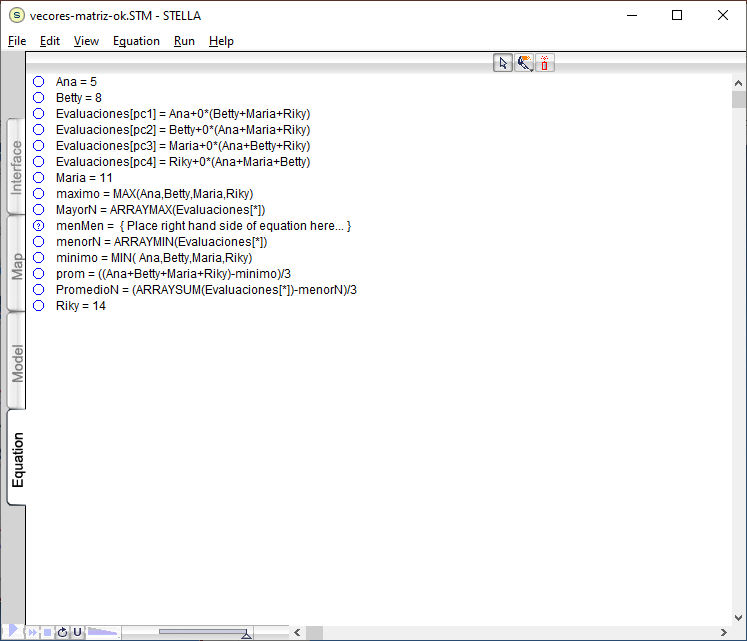 vecores-matriz-ok.STM - STELLA
File Edit View Equation Run Help
Interface
Map
Model
Equation
Ana = 5
Betty = 8
Evaluaciones[pc1] = Ana+0*(Betty+Maria+Riky)
Evaluaciones[pc2] = Betty+0*(Ana+Maria+Riky)
Evaluaciones[pc3] = Maria+0*(Ana+Betty+Riky)
Evaluaciones[pc4] = Riky+0*(Ana+Maria+Betty)
Maria = 11
maximo = MAX(Ana,Betty,Maria,Riky)
MayorN = ARRAYMAX(Evaluaciones[*])
? menMen = { Place right hand side of equation here... }
menorN = ARRAYMIN(Evaluaciones[*])
minimo = MIN( Ana,Betty,Maria,Riky)
prom = ((Ana+Betty+Maria+Riky)-minimo)/3
PromedioN = (ARRAYSUM(Evaluaciones[*])-menorN)/3
Riky = 14
U